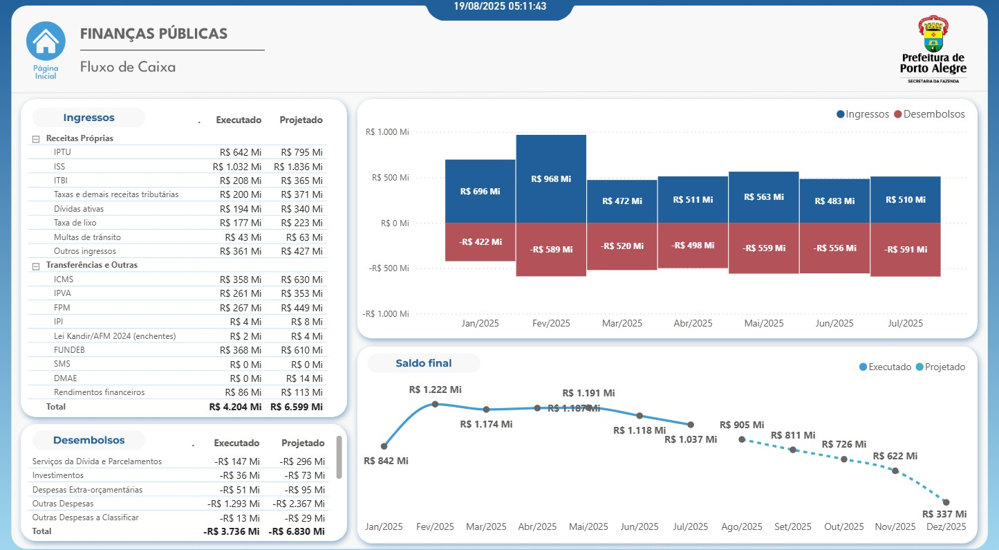 19/08/2025 05:11:43
Página
Inicial
FINANÇAS PÚBLICAS
Fluxo de Caixa
Prefeitura de
Porto Alegre
SECRETARIA DA FAZENDA
Ingressos . Executado Projetado
Receitas Próprias
IPTU R$ 642 Mi R$ 795 Mi
ISS R$ 1.032 Mi R$ 1.836 Mi
ITBI R$ 208 Mi R$ 365 Mi
Taxas e demais receitas tributárias R$ 200 Mi R$ 371 Mi
Dívidas ativas R$ 194 Mi R$ 340 Mi
Taxa de lixo R$ 177 Mi R$ 223 Mi
Multas de trânsito R$ 43 Mi R$ 63 Mi
Outros ingressos R$ 361 Mi R$ 427 Mi
Transferências e Outras
ICMS R$ 358 Mi R$ 630 Mi
IPVA R$ 261 Mi R$ 353 Mi
FPM R$ 267 Mi R$ 449 Mi
IPI R$ 4 Mi R$ 8 Mi
Lei Kandir/AFM 2024 (enchentes) R$ 2 Mi R$ 4 Mi
FUNDEB R$ 368 Mi R$ 610 Mi
SMS R$ 0 Mi R$ 0 Mi
DMAE R$ 0 Mi R$ 14 Mi
Rendimentos financeiros R$ 86 Mi R$ 113 Mi
Total R$ 4.204 Mi R$ 6.599 Mi
Desembolsos . Executado Projetado
Serviços da Dívida e Parcelamentos -R$ 147 Mi -R$ 296 Mi
Investimentos -R$ 36 Mi -R$ 73 Mi
Despesas Extra-orçamentárias -R$ 51 Mi -R$ 95 Mi
Outras Despesas -R$ 1.293 Mi -R$ 2.367 Mi
Outras Despesas a Classificar -R$ 13 Mi -R$ 29 Mi
Total -R$ 3.736 Mi -R$ 6.830 Mi
Ingressos Desembolsos
R$ 1.000 Mi
R$ 500 Mi
R$ 0 Mi
-R$ 500 Mi
-R$ 1.000 Mi
R$ 696 Mi R$ 968 Mi R$ 472 Mi R$ 511 Mi R$ 563 Mi R$ 483 Mi R$ 510 Mi
-R$ 422 Mi -R$ 589 Mi -R$ 520 Mi -R$ 498 Mi -R$ 559 Mi -R$ 556 Mi -R$ 591 Mi
Jan/2025 Fev/2025 Mar/2025 Abr/2025 Mai/2025 Jun/2025 Jul/2025
Saldo final
Executado Projetado
R$ 842 Mi R$ 1.222 Mi R$ 1.174 Mi R$ 1.187 Mi R$ 1.191 Mi R$ 1.118 Mi R$ 1.037 Mi R$ 905 Mi R$ 811 Mi R$ 726 Mi R$ 622 Mi R$ 337 Mi
Jan/2025 Fev/2025 Mar/2025 Abr/2025 Mai/2025 Jun/2025 Jul/2025 Ago/2025 Set/2025 Out/2025 Nov/2025 Dez/2025